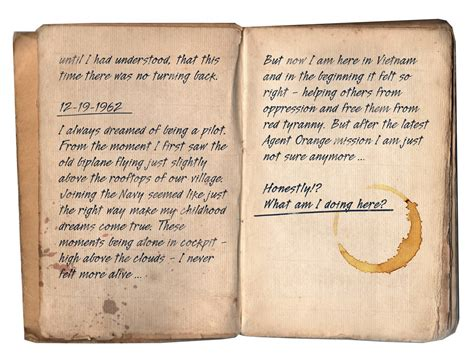 until I had understood, that this
time there was no turning back.
12-19-1962
I always dreamed of being a pilot.
From the moment I first saw the
old biplane flying just slightly
above the rooftops of our village.
Joining the Navy seemed like just
the right way make my childhood
dreams come true. These
moments being alone in cockpit -
high above the clouds - I never
felt more alive ...
But now I am here in Vietnam
and in the beginning it felt so
right - helping others from
oppression and free them from
red tyranny. But after the latest
Agent Orange mission I am just
not sure anymore ...
Honestly!?
What am I doing here?